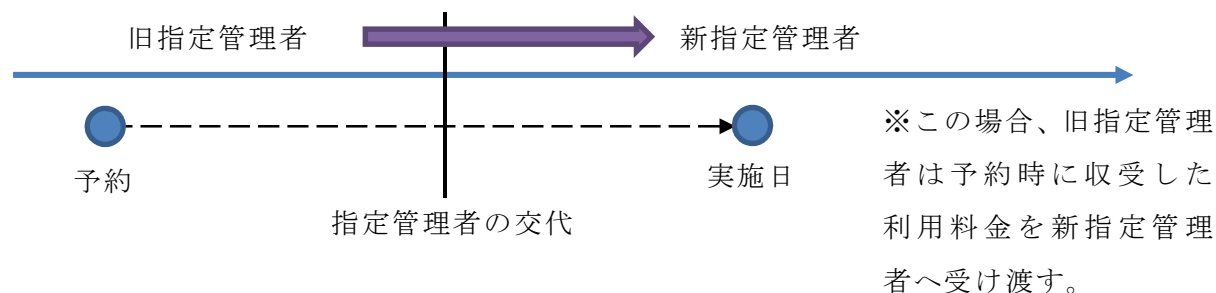 旧指定管理者
新指定管理者
予約
実施日
指定管理者の交代
※この場合、旧指定管理
者は予約時に収受した
利用料金を新指定管理
者へ受け渡す。